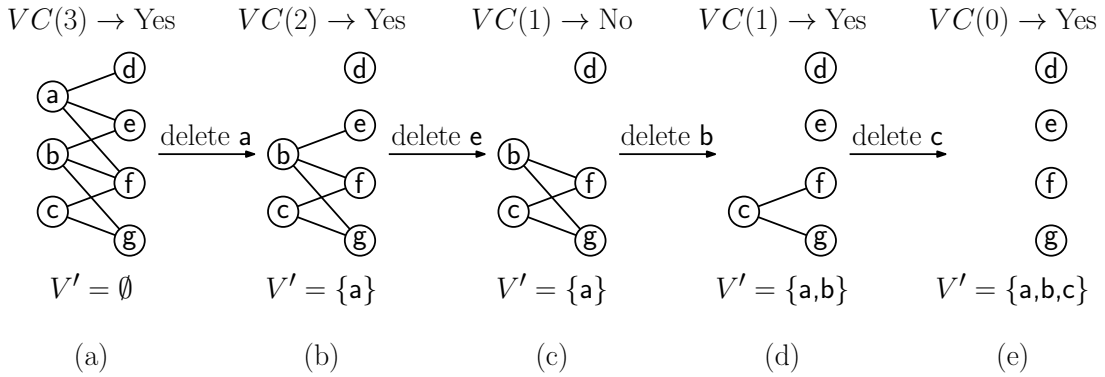 VC(3) → Yes VC(2) → Yes VC(1) → No VC(1) → Yes VC(0) → Yes
d d d d d
a
e e e e
delete a delete e delete b delete c
b b b
f f f f f
c c c c
g g g g g
V′ = ∅ V′ = {a} V′ = {a} V′ = {a,b} V′ = {a,b,c}
(a) (b) (c) (d) (e)